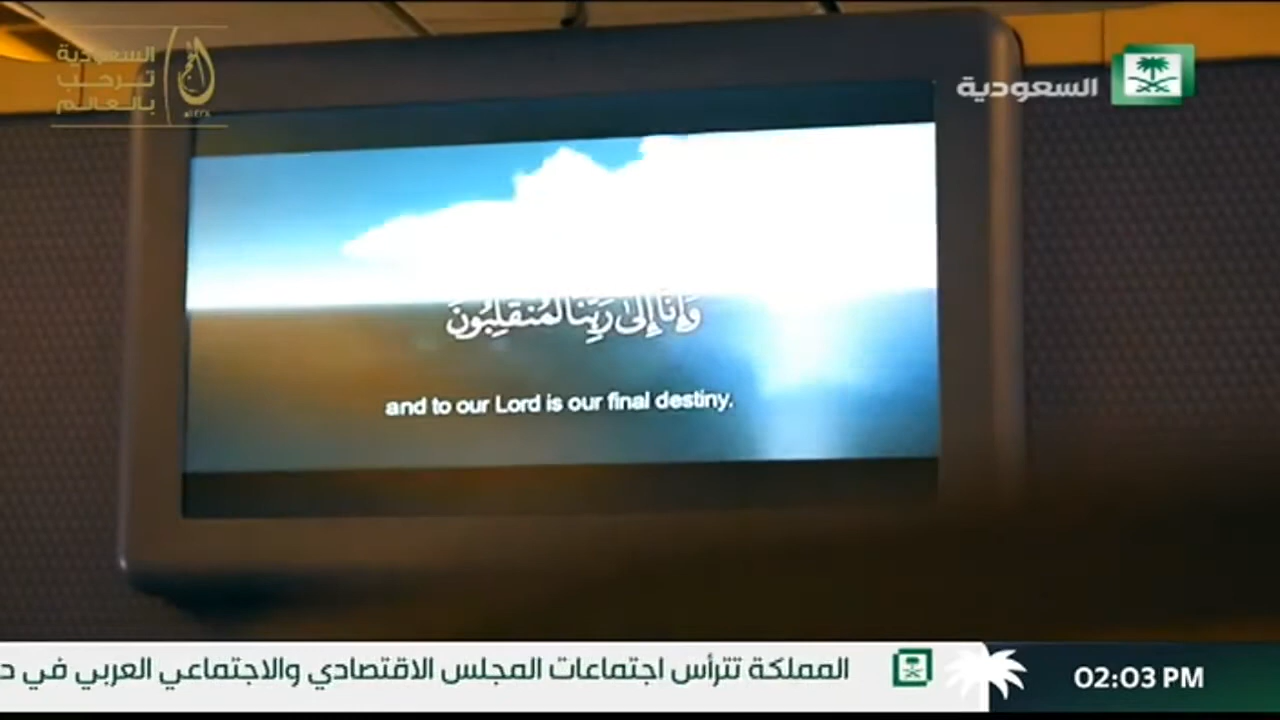 السعودية
ترحب
بالعالم
السعودية
وَإِنَّا إِلَىٰ رَبِّنَا لَمُنقَلِبُونَ
and to our Lord is our final destiny.
المملكة تترأس اجتماعات المجلس الاقتصادي والاجتماعي العربي في د
02:03 PM